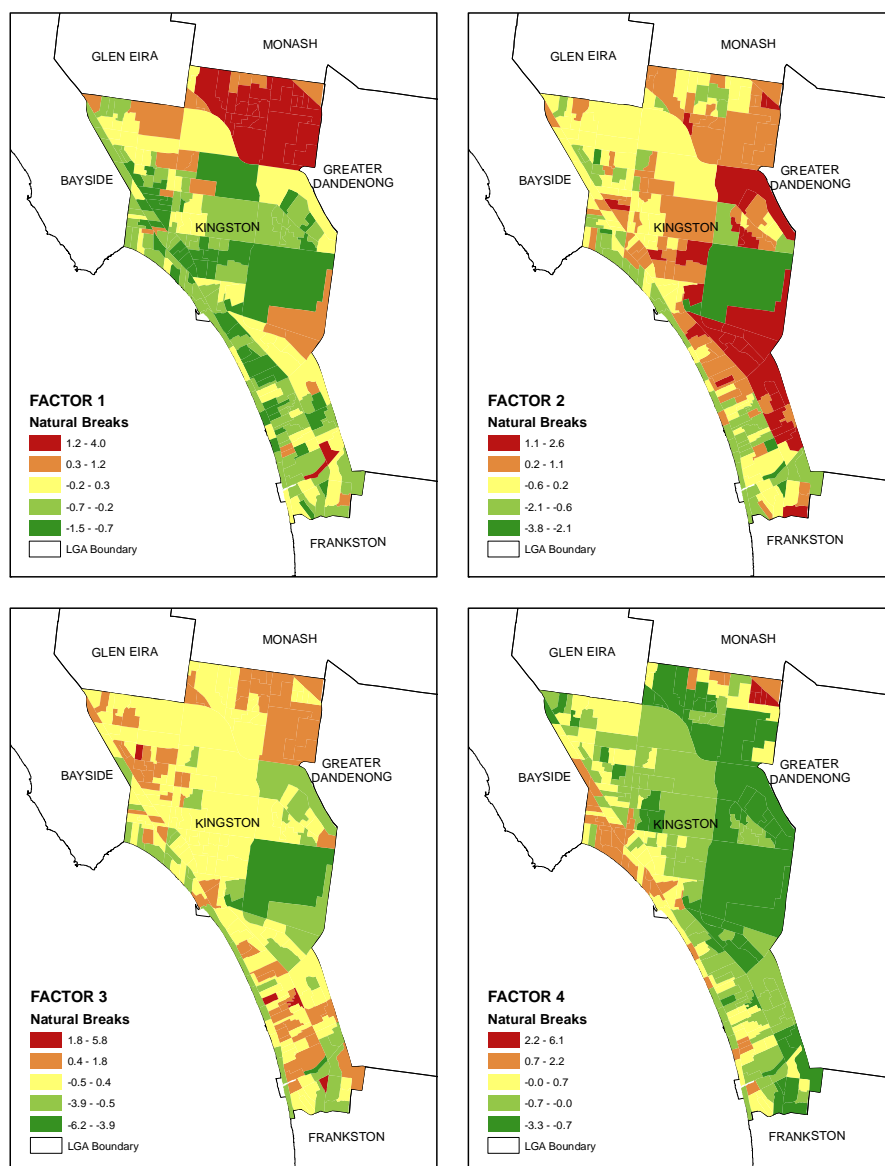 GLEN EIRA
MONASH
BAYSIDE
GREATER
DANDENONG
KINGSTON
FRANKSTON
FACTOR 1
Natural Breaks
1.2 - 4.0
0.3 - 1.2
-0.2 - 0.3
-0.7 - -0.2
-1.5 - -0.7
LGA Boundary
GLEN EIRA
MONASH
BAYSIDE
GREATER
DANDENONG
KINGSTON
FRANKSTON
FACTOR 2
Natural Breaks
1.1 - 2.6
0.2 - 1.1
-0.6 - 0.2
-2.1 - -0.6
-3.8 - -2.1
LGA Boundary
GLEN EIRA
MONASH
BAYSIDE
GREATER
DANDENONG
KINGSTON
FRANKSTON
FACTOR 3
Natural Breaks
1.8 - 5.8
0.4 - 1.8
-0.5 - 0.4
-3.9 - -0.5
-6.2 - -3.9
LGA Boundary
GLEN EIRA
MONASH
BAYSIDE
GREATER
DANDENONG
KINGSTON
FRANKSTON
FACTOR 4
Natural Breaks
2.2 - 6.1
0.7 - 2.2
-0.0 - 0.7
-0.7 - -0.0
-3.3 - -0.7
LGA Boundary